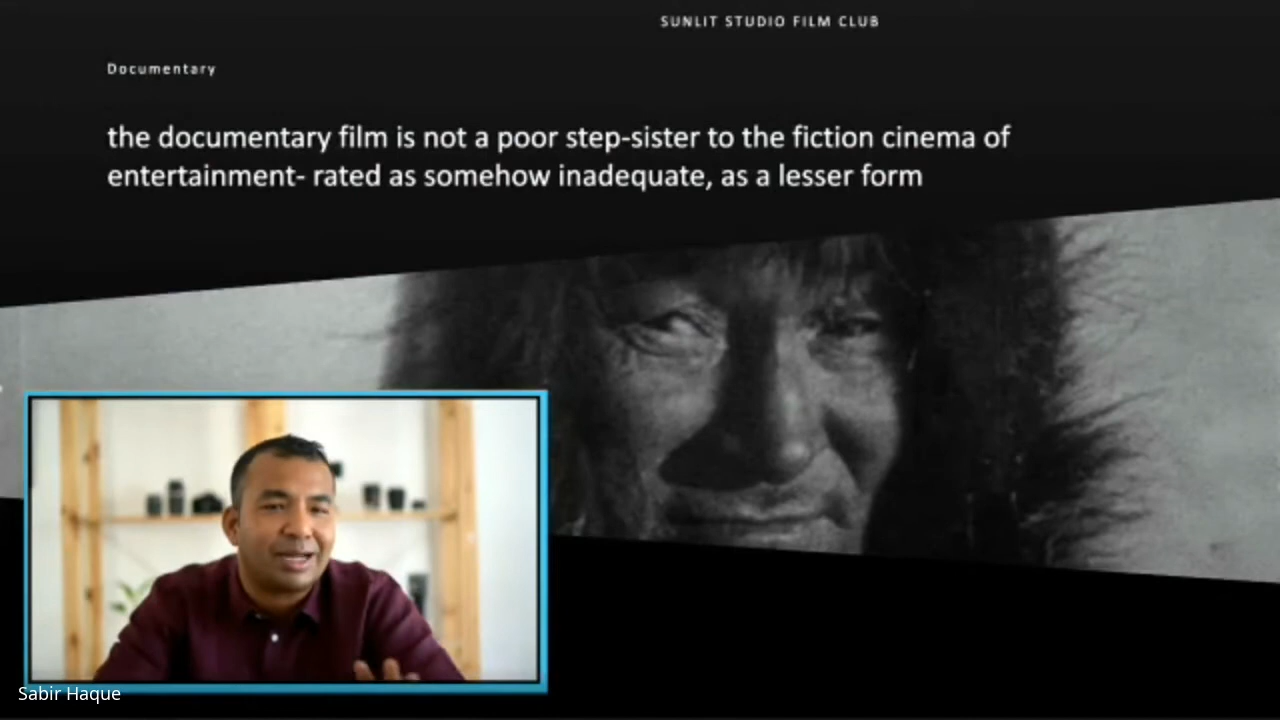 SUNLIT STUDIO FILM CLUB
Documentary
the documentary film is not a poor step-sister to the fiction cinema of
entertainment- rated as somehow inadequate, as a lesser form
Sabir Haque